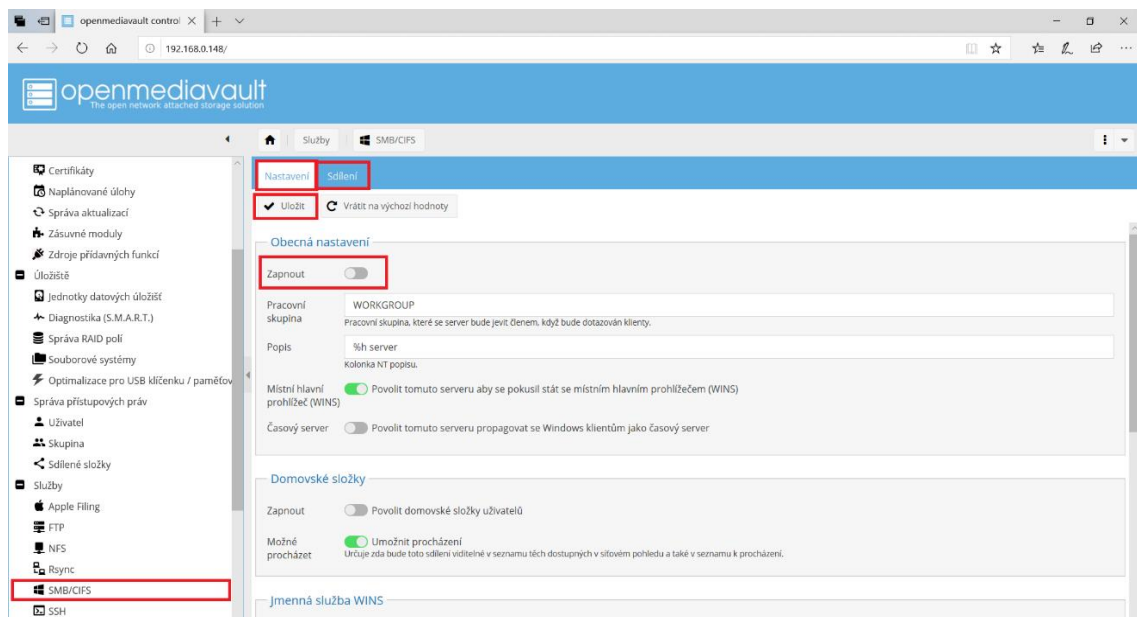 openmediavault control
192.168.0.148/
openmediavault
The open network attached storage solution
Služby
SMB/CIFS
Certifikáty
Naplánované úlohy
Správa aktualizací
Zásuvné moduly
Zdroje přídavných funkcí
Úložiště
Jednotky datových úložišť
Diagnostika (S.M.A.R.T.)
Správa RAID polí
Souborové systémy
Optimalizace pro USB klíčenku / paměťov
Správa přístupových práv
Uživatel
Skupina
Sdílené složky
Služby
Apple Filing
FTP
NFS
Rsync
SMB/CIFS
SSH
Nastavení Sdílení
Uložit Vrátit na výchozí hodnoty
Obecná nastavení
Zapnout
Pracovní skupina WORKGROUP
Pracovní skupina, které se server bude jevit členem, když bude dotazován klienty.
Popis %h server
Kolonka NT popisu.
Místní hlavní prohlížeč (WINS) Povolit tomuto serveru aby se pokusil stát se místním hlavním prohlížečem (WINS)
Časový server Povolit tomuto serveru propagovat se Windows klientům jako časový server
Domovské složky
Zapnout Povolit domovské složky uživatelů
Možné procházet Umožnit procházení
Určuje zda bude toto sdílení viditelné v seznamu těch dostupných v síťovém pohledu a také v seznamu k procházení.
Jmenná služba WINS